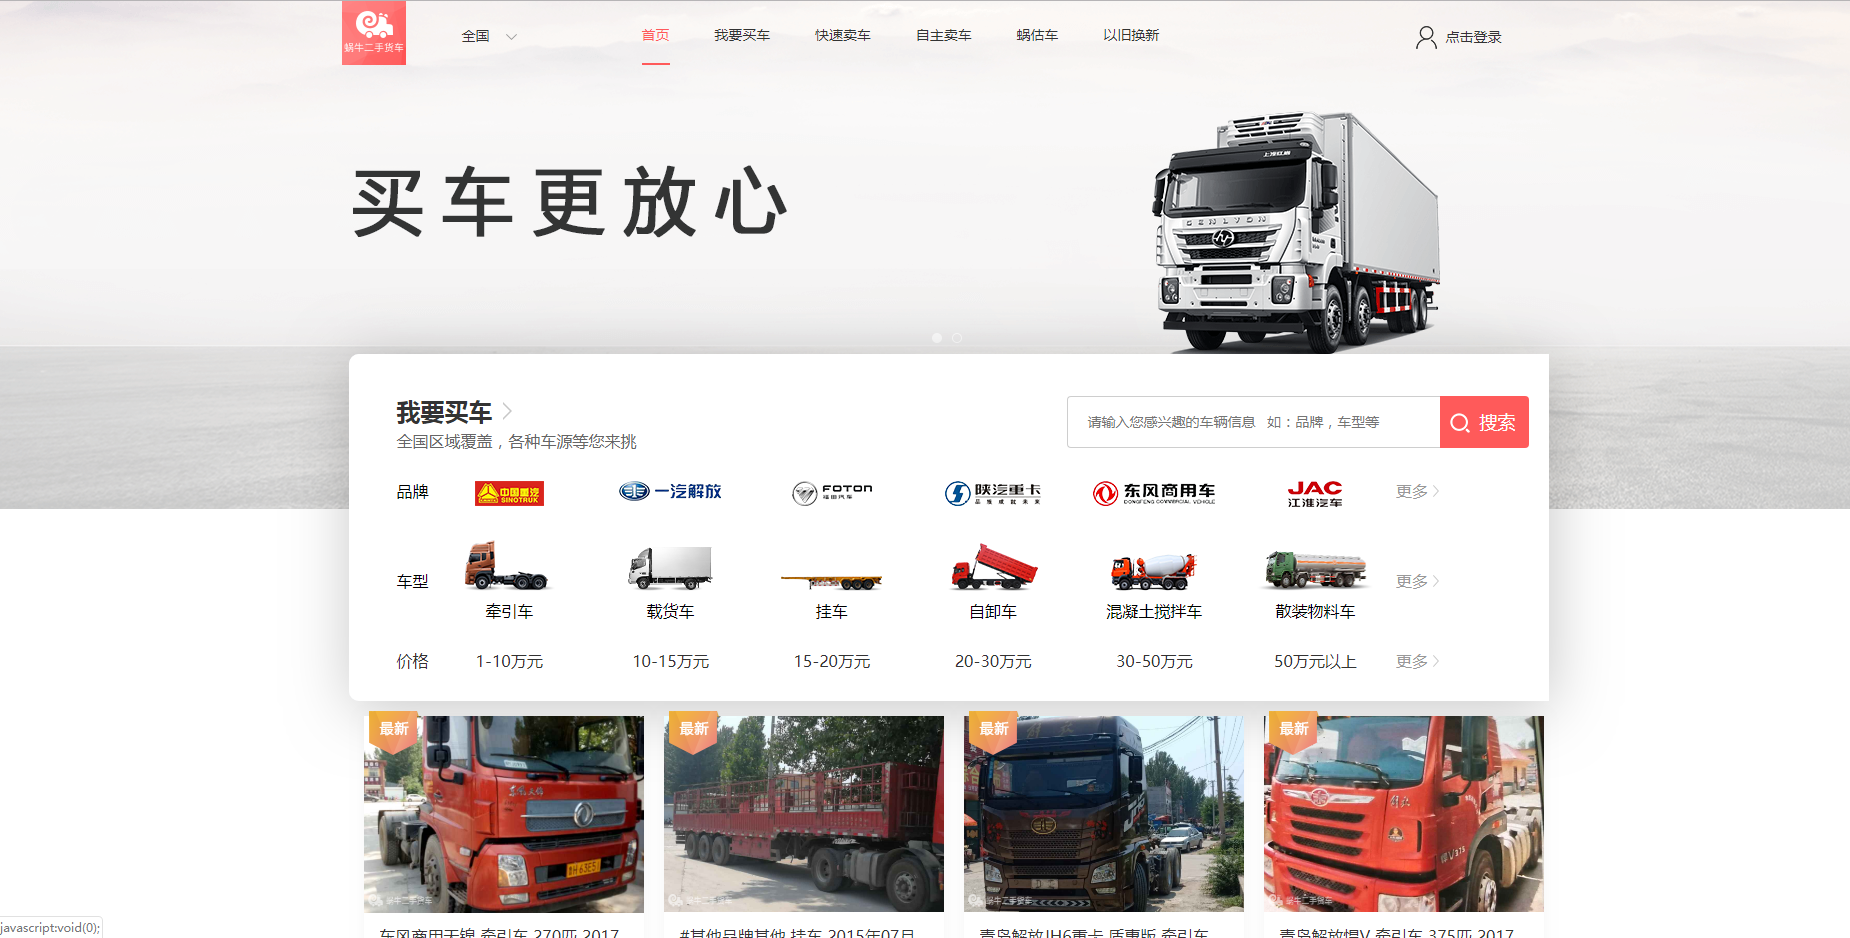 蜗牛二手货车
全国
首页 我要买车 快速卖车 自主卖车 蜗估车 以旧换新
点击登录
买车更放心
上汽红岩
GENLYON
我要买车
全国区域覆盖，各种车源等您来挑
请输入您感兴趣的车辆信息 如：品牌，车型等
搜索
品牌
中国重汽
SINOTRUK
一汽解放
FOTON
福田汽车
陕汽重卡
品德成就未来
东风商用车
DONGFENG COMMERCIAL VEHICLE
JAC
江淮汽车
更多
车型
牵引车 载货车 挂车 自卸车 混凝土搅拌车 散装物料车
更多
价格 1-10万元 10-15万元 15-20万元 20-30万元 30-50万元 50万元以上 更多
最新 最新 最新 最新
蜗牛二手货车 蜗牛二手货车 蜗牛二手货车 蜗牛二手货车
东风商用天锦 牵引车 270匹 2017
#其他品牌其他 挂车 2015年07月
青岛解放JH6重卡 质惠版 牵引车
青岛解放悍V 牵引车 375匹 2017
javascript:void(0);